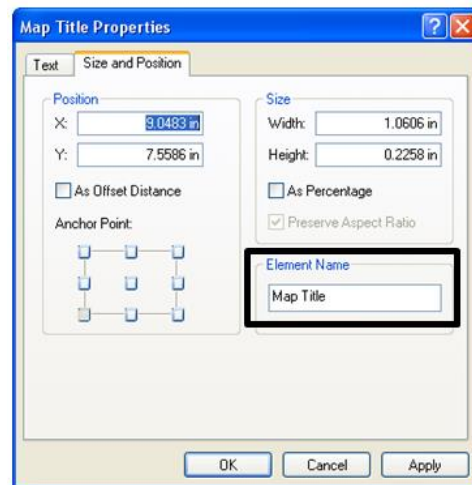 Map Title Properties
Text
Size and Position
Position
X:
9.0483 in
Y:
7.5586 in
As Offset Distance
Anchor Point:
Size
Width:
1.0606 in
Height:
0.2258 in
As Percentage
Preserve Aspect Ratio
Element Name
Map Title
OK
Cancel
Apply